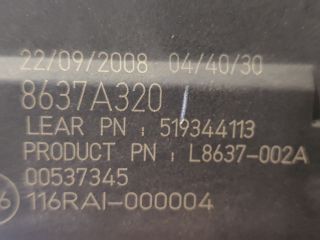 22/09/2008 04/40/30
8637A320
LEAR PN : 519344113
PRODUCT PN : L8637-002A
00537345
116RAI-000004